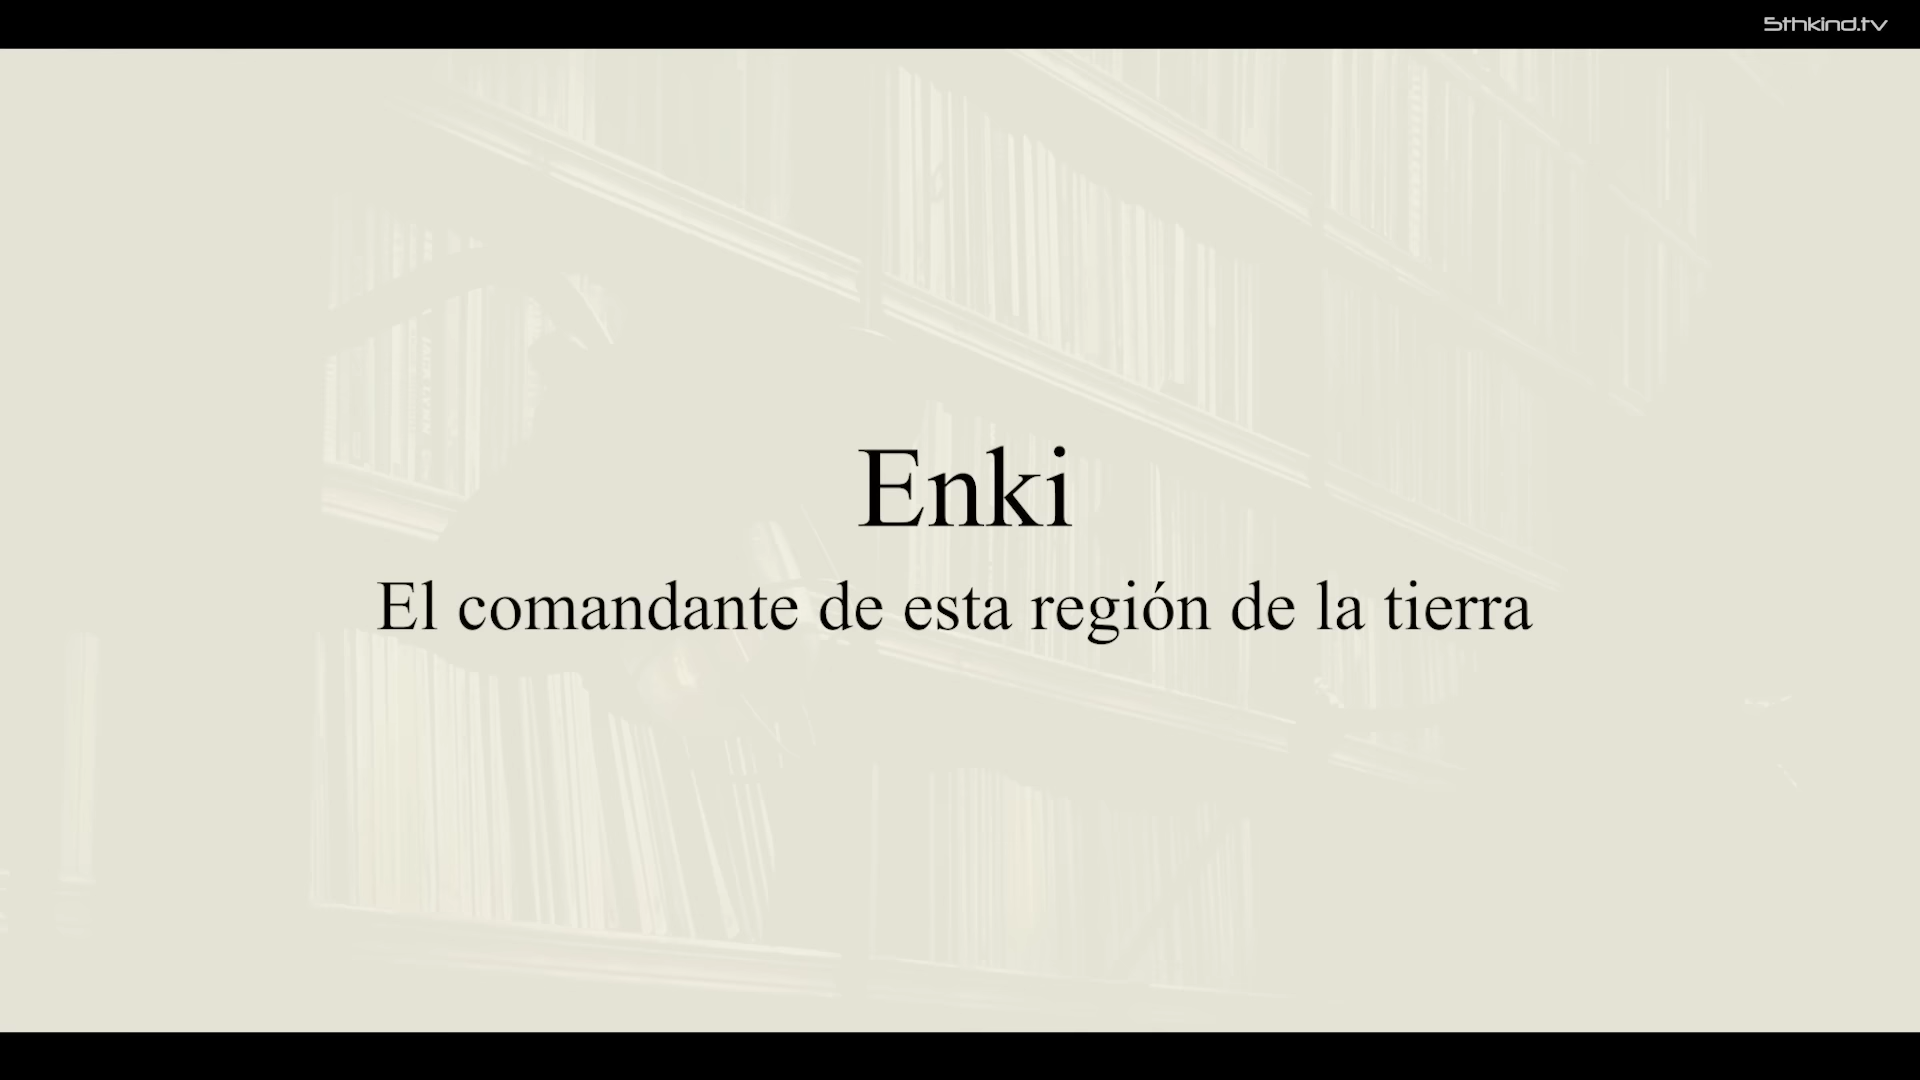 5thkind.tv
Enki
El comandante de esta región de la tierra